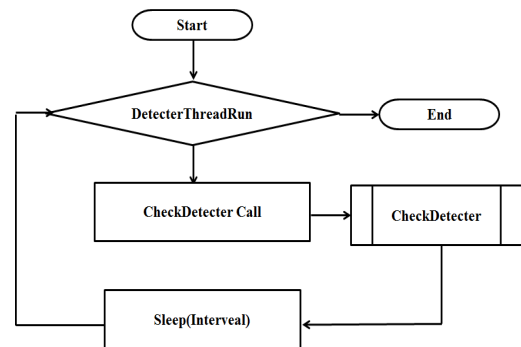 Start
DetecterThreadRun
End
CheckDetecter Call
CheckDetecter
Sleep(Interveal)